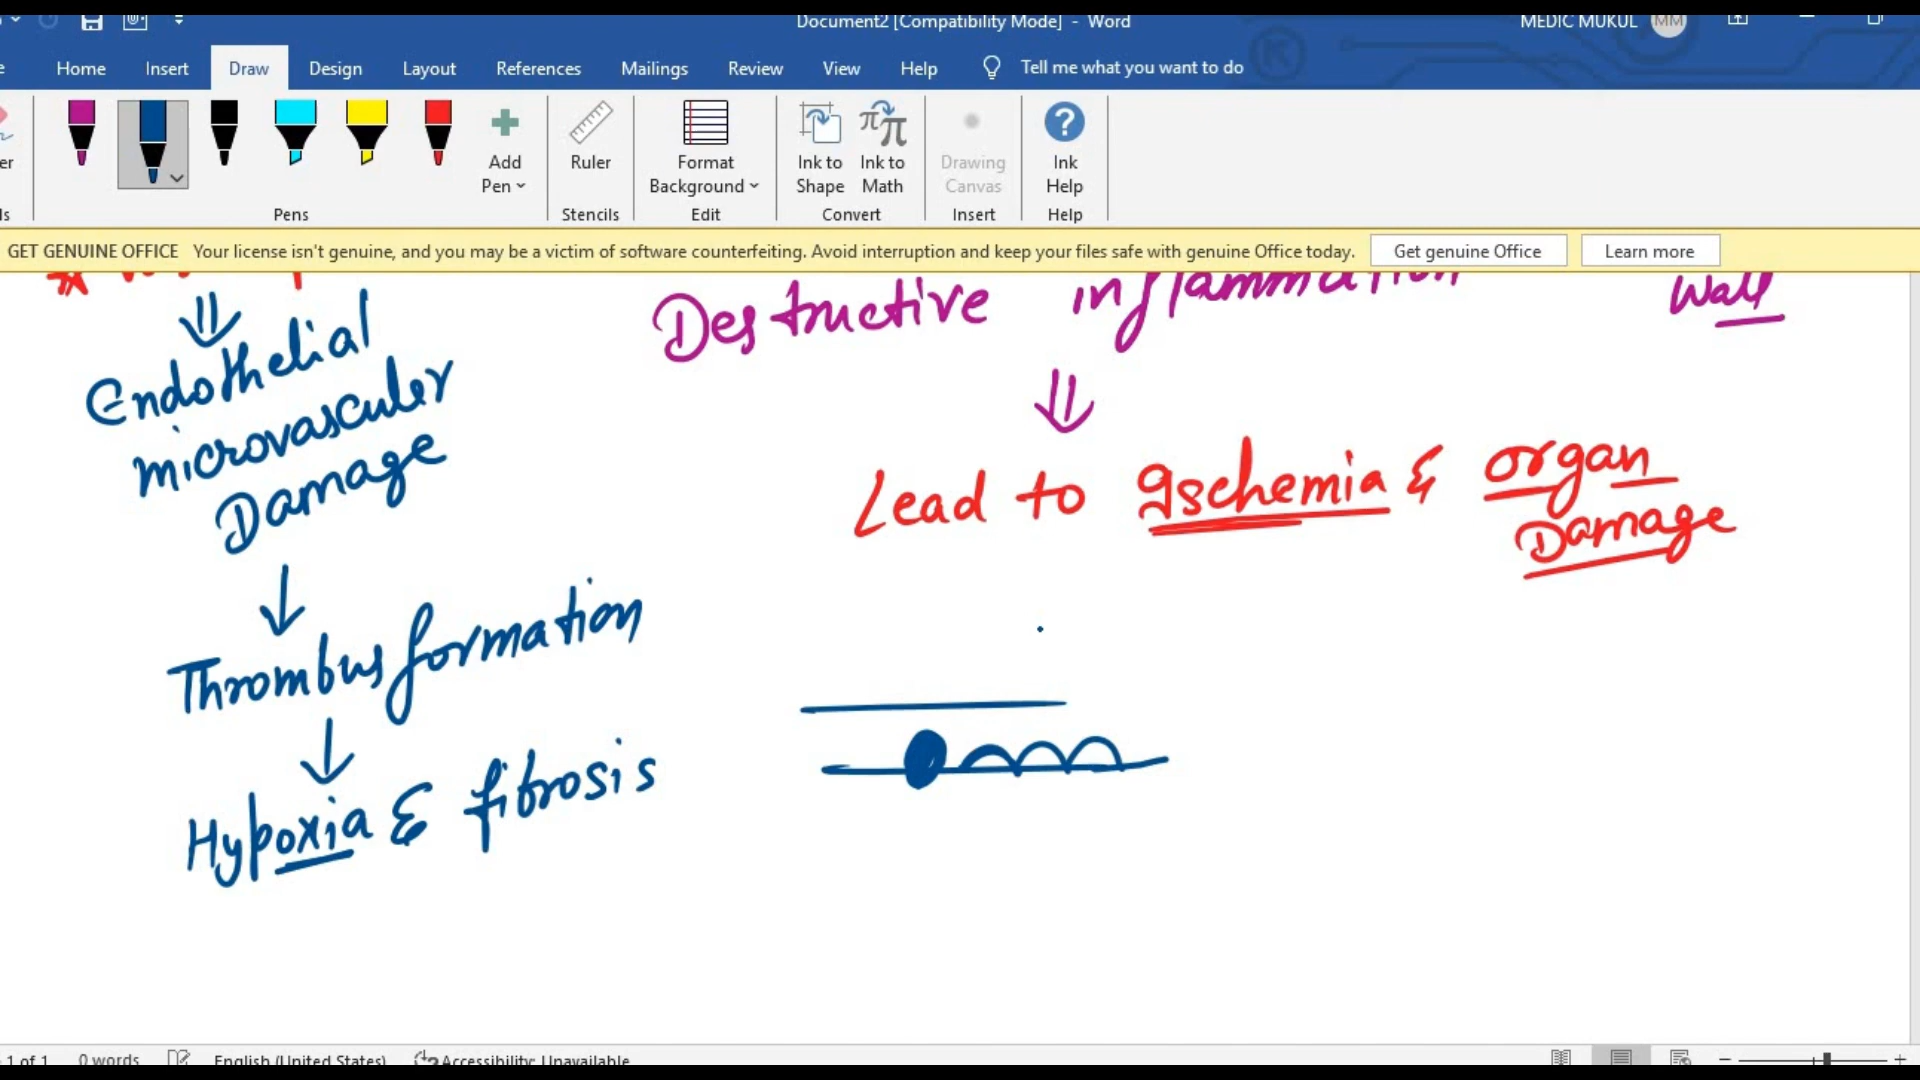 Document2 [Compatibility Mode] - Word
MEDIC MUKUL MM
Home Insert Draw Design Layout References Mailings Review View Help Tell me what you want to do
Add Pen
Ruler
Format Background
Ink to Shape
Ink to Math
Drawing Canvas
Ink Help
Pens Stencils Edit Convert Insert Help
GET GENUINE OFFICE Your license isn't genuine, and you may be a victim of software counterfeiting. Avoid interruption and keep your files safe with genuine Office today. Get genuine Office Learn more
Endothelial
microvasculer
Damage
Thrombus formation
Hypoxia & fibrosis
Destructive inflammation
Wall
Lead to Ischemia & organ
Damage
1 of 1 0 words English (United States) Accessibility: Unavailable